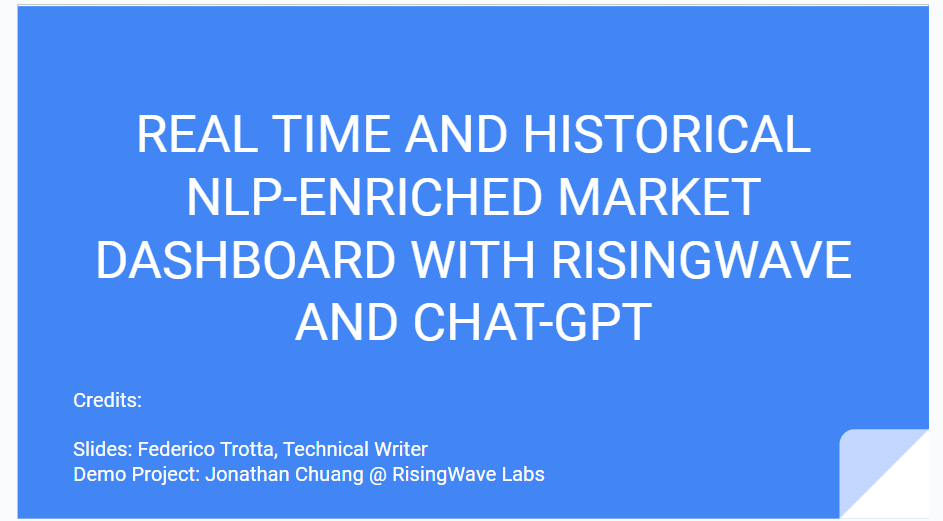 REAL TIME AND HISTORICAL
NLP-ENRICHED MARKET
DASHBOARD WITH RISINGWAVE
AND CHAT-GPT
Credits:
Slides: Federico Trotta, Technical Writer
Demo Project: Jonathan Chuang @ RisingWave Labs